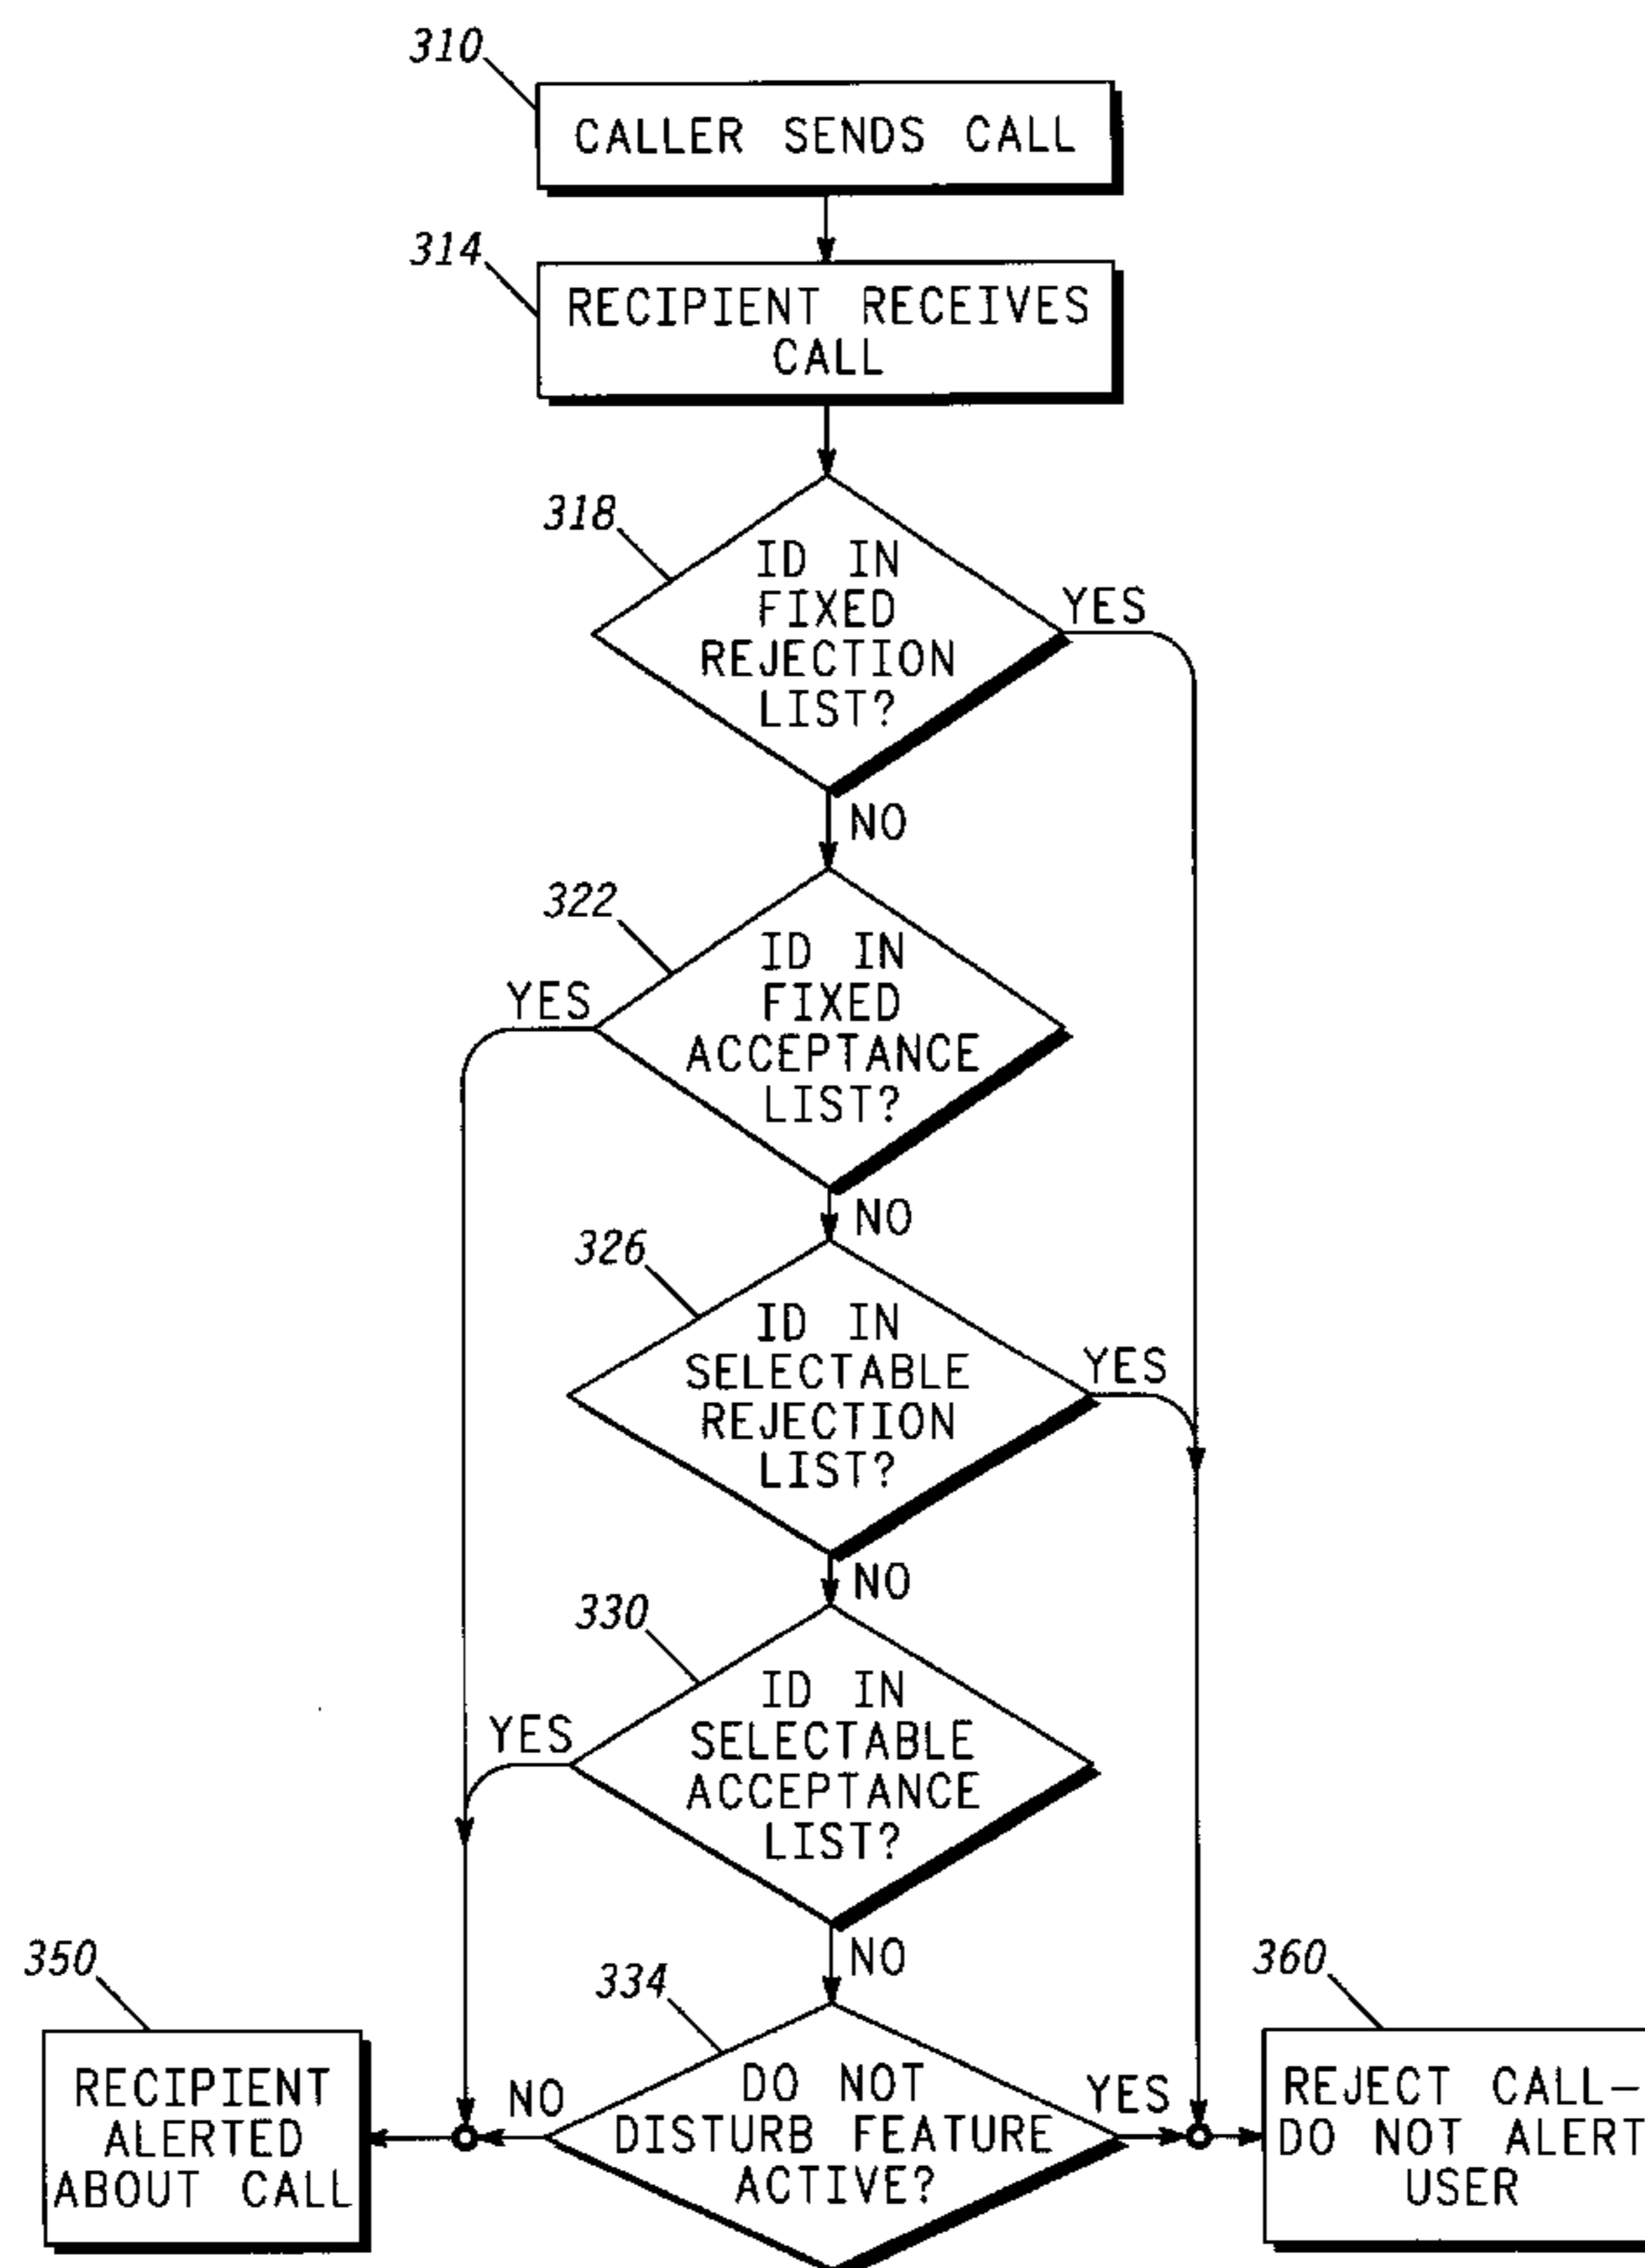 310
CALLER SENDS CALL
314
RECIPIENT RECEIVES
CALL
318
ID IN
FIXED
REJECTION
LIST?
YES
NO
322
ID IN
FIXED
ACCEPTANCE
LIST?
YES
NO
326
ID IN
SELECTABLE
REJECTION
LIST?
YES
NO
330
ID IN
SELECTABLE
ACCEPTANCE
LIST?
YES
NO
334
DO NOT
DISTURB FEATURE
ACTIVE?
NO
YES
350
RECIPIENT
ALERTED
ABOUT CALL
360
REJECT CALL-
DO NOT ALERT
USER